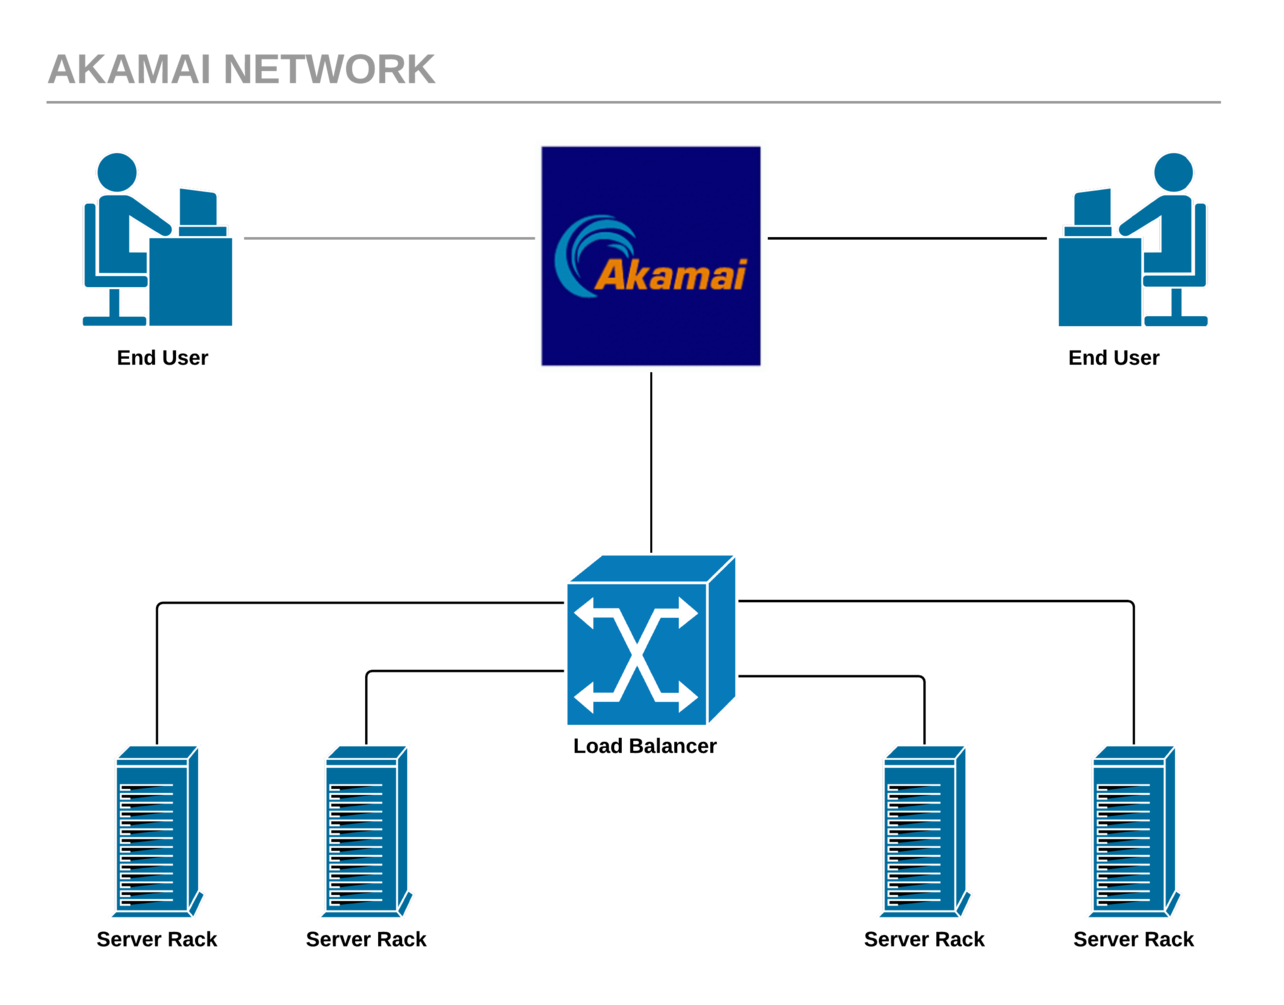 AKAMAI NETWORK
Akamai
End User
End User
Load Balancer
Server Rack
Server Rack
Server Rack
Server Rack